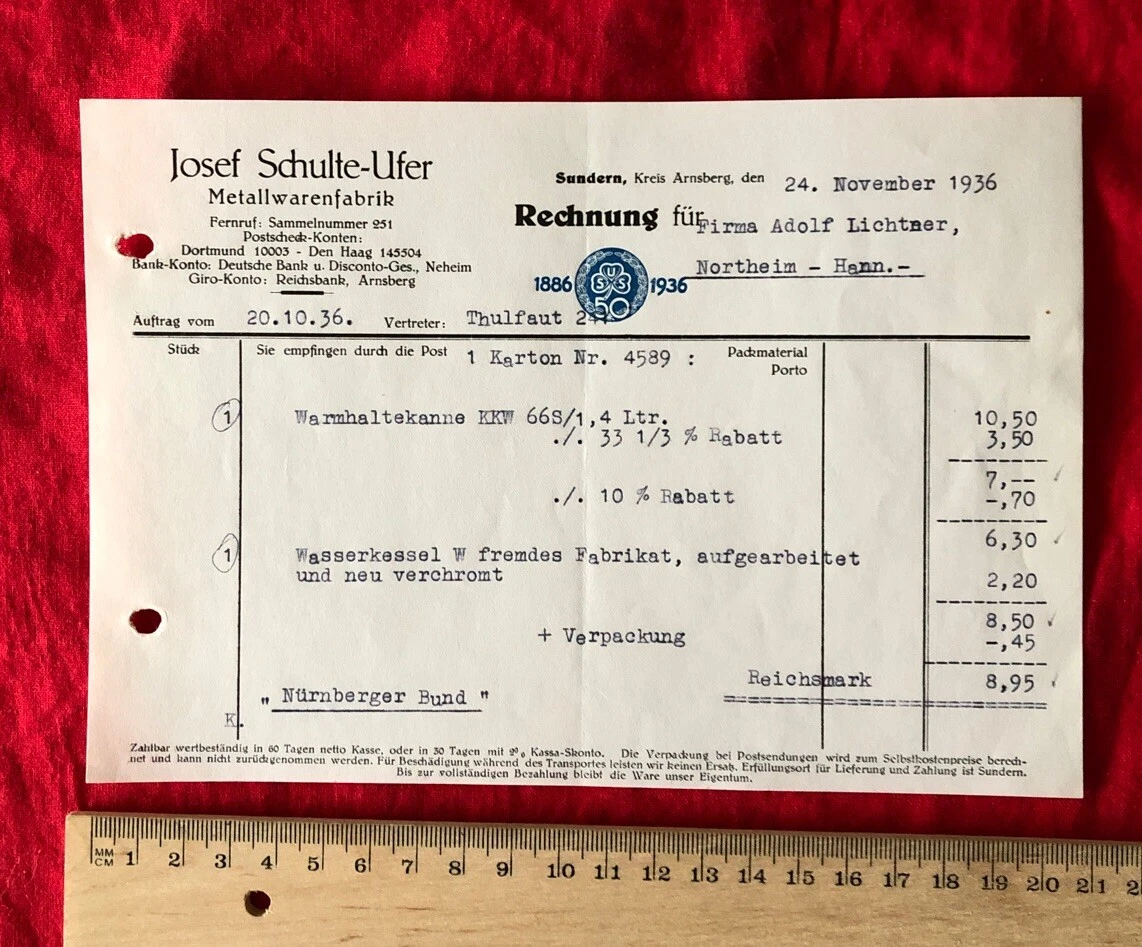 Josef Schulte-Ufer
Metallwarenfabrik
Fernruf: Sammelnummer 251
Postscheck-Konten:
Dortmund 10003 - Den Haag 145504
Bank-Konto: Deutsche Bank u. Disconto-Ges., Neheim
Giro-Konto: Reichsbank, Arnsberg
Sundern, Kreis Arnsberg, den 24. November 1936
Rechnung für Firma Adolf Lichtner,
Northeim - Hann.-
1886 SUS 50 1936
Auftrag vom 20.10.36. Vertreter: Thulfaut
Stück Sie empfingen durch die Post 1 Karton Nr. 4589 : Packmaterial
Porto
1 Warmhaltekanne KKW 66S/1,4 Ltr. 10,50
./. 33 1/3 % Rabatt 3,50
7,--
./. 10 % Rabatt -,70
6,30
1 Wasserkessel W fremdes Fabrikat, aufgearbeitet
und neu verchromt 2,20
8,50
+ Verpackung -,45
Reichsmark 8,95
„ Nürnberger Bund "
K.
Zahlbar wertbeständig in 60 Tagen netto Kasse, oder in 30 Tagen mit 2% Kassa-Skonto. Die Verpackung bei Postsendungen wird zum Selbstkostenpreise berech-
net und kann nicht zurückgenommen werden. Für Beschädigung während des Transportes leisten wir keinen Ersatz. Erfüllungsort für Lieferung und Zahlung ist Sundern.
Bis zur vollständigen Bezahlung bleibt die Ware unser Eigentum.
MM
CM 1 2 3 4 5 6 7 8 9 10 11 12 13 14 15 16 17 18 19 20 21 2